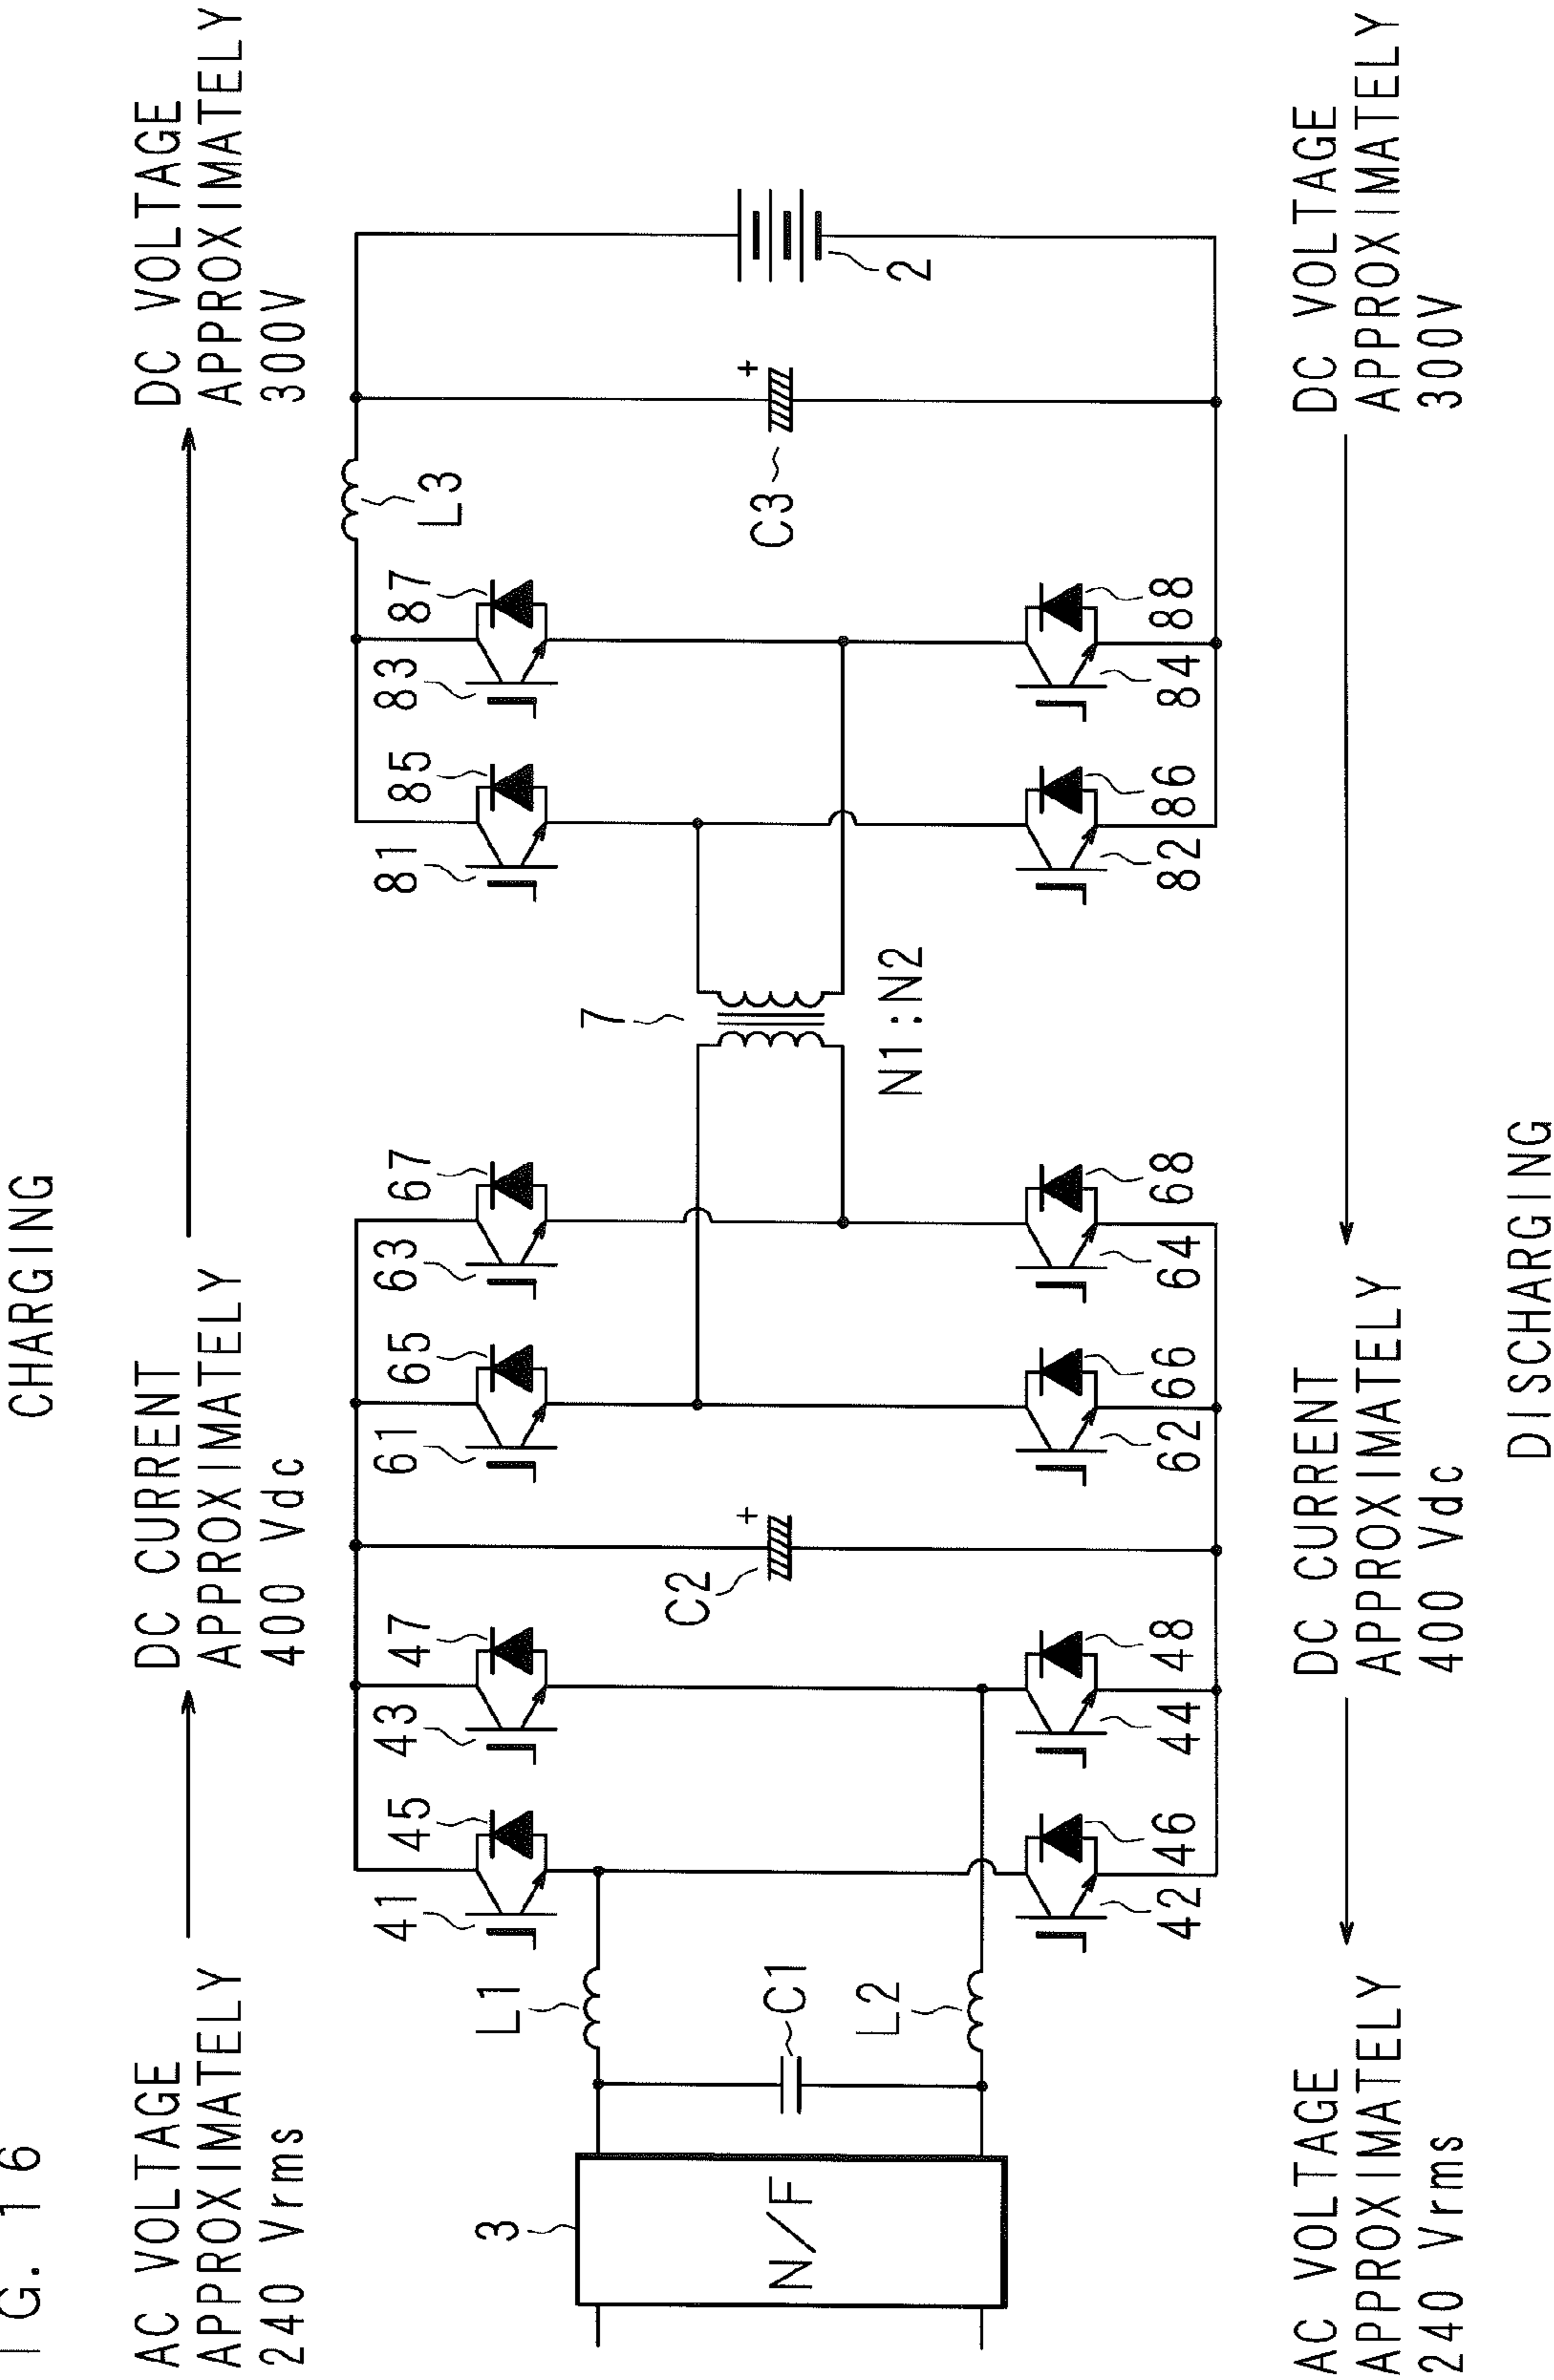 FIG. 16
CHARGING
AC VOLTAGE
APPROXIMATELY
240 Vrms
DC CURRENT
APPROXIMATELY
400 Vdc
DC VOLTAGE
APPROXIMATELY
300V
3
N/F
L1
C1
L2
41
45
43
47
42
46
44
48
C2
+
61
65
63
67
62
66
64
68
7
N1:N2
81
85
83
87
82
86
84
88
L3
C3
+
2
AC VOLTAGE
APPROXIMATELY
240 Vrms
DC CURRENT
APPROXIMATELY
400 Vdc
DC VOLTAGE
APPROXIMATELY
300V
DISCHARGING